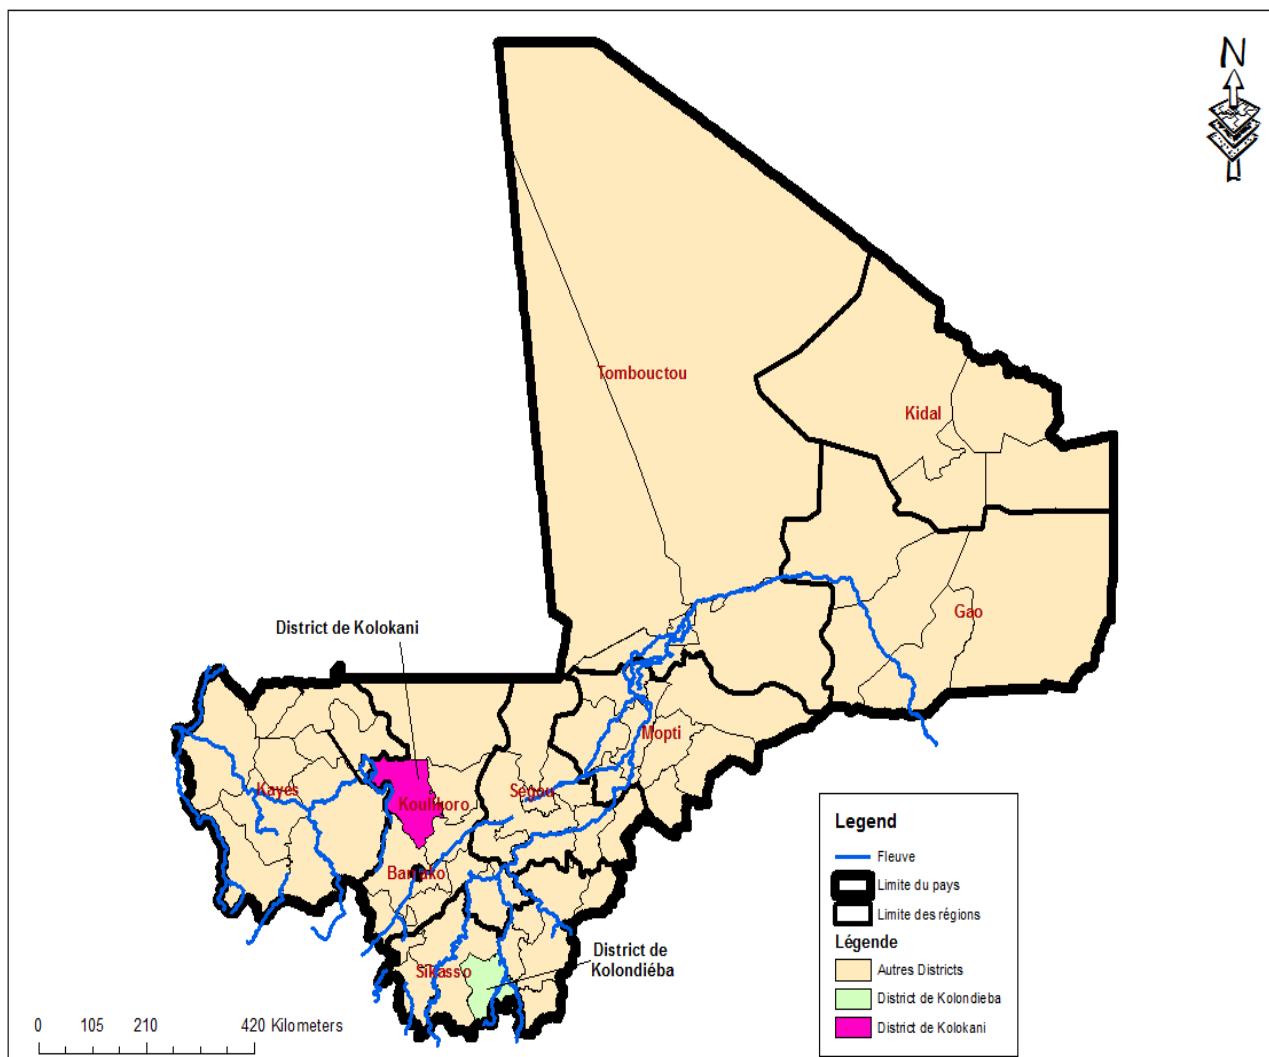 N
Tombouctou
Kidal
Gao
District de Kolokani
Mopti
Kayes
Koulikoro
Ségou
Bamako
Sikasso
District de
Kolondiéba
Legend
Fleuve
Limite du pays
Limite des régions
Légende
Autres Districts
District de Kolondieba
District de Kolokani
0 105 210 420 Kilometers